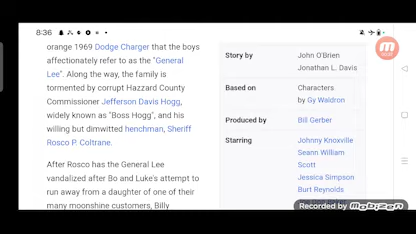 8:36
orange 1969 Dodge Charger that the boys
affectionately refer to as the "General
Lee". Along the way, the family is
tormented by corrupt Hazzard County
Commissioner Jefferson Davis Hogg,
widely known as "Boss Hogg", and his
willing but dimwitted henchman, Sheriff
Rosco P. Coltrane.
After Rosco has the General Lee
vandalized after Bo and Luke's attempt to
run away from a daughter of one of their
many moonshine customers, Billy
Story by
John O'Brien
Jonathan L. Davis
Based on
Characters
by Gy Waldron
Produced by
Bill Gerber
Starring
Johnny Knoxville
Seann William
Scott
Jessica Simpson
Burt Reynolds
Recorded by mobizen